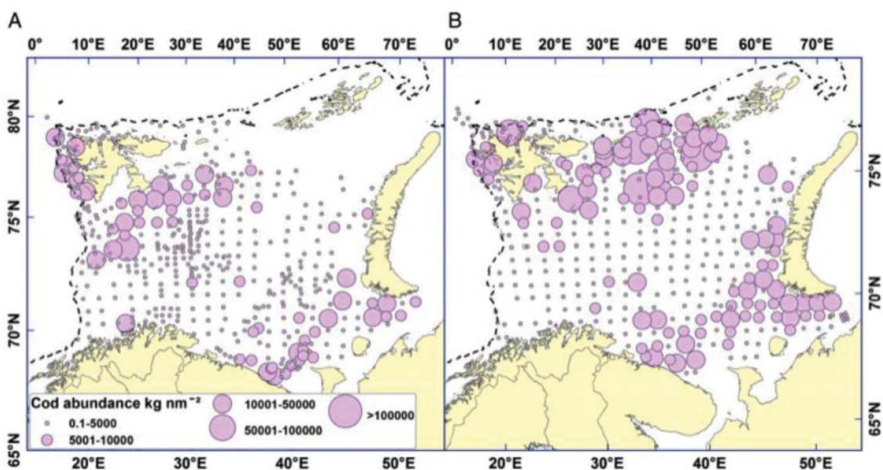 A
B
0° 10°E 20°E 30°E 40°E 50°E 60°E 70°E
0° 10°E 20°E 30°E 40°E 50°E 60°E 70°E
80°N
75°N
70°N
65°N
75°N
70°N
65°N
Cod abundance kg nm⁻²
0.1-5000
5001-10000
10001-50000
50001-100000
>100000
20°E 30°E 40°E 50°E
20°E 30°E 40°E 50°E